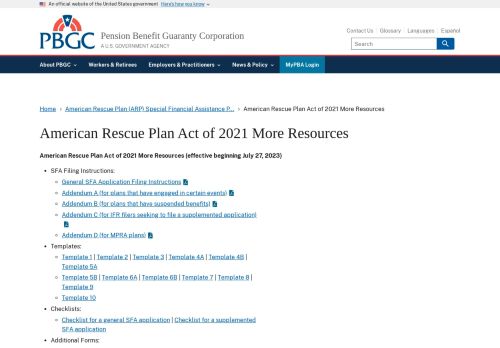 An official website of the United States government Here's how you know
PBGC
Pension Benefit Guaranty Corporation
A U.S. GOVERNMENT AGENCY
Contact Us Glossary Languages Español
Search
About PBGC Workers & Retirees Employers & Practitioners News & Policy MyPBA Login
Home › American Rescue Plan (ARP) Special Financial Assistance P... › American Rescue Plan Act of 2021 More Resources
American Rescue Plan Act of 2021 More Resources
American Rescue Plan Act of 2021 More Resources (effective beginning July 27, 2023)
• SFA Filing Instructions:
General SFA Application Filing Instructions
Addendum A (for plans that have engaged in certain events)
Addendum B (for plans that have suspended benefits)
Addendum C (for IFR filers seeking to file a supplemented application)
Addendum D (for MPRA plans)
• Templates:
Template 1 | Template 2 | Template 3 | Template 4A | Template 4B |
Template 5A
Template 5B | Template 6A | Template 6B | Template 7 | Template 8 |
Template 9
Template 10
• Checklists:
Checklist for a general SFA application | Checklist for a supplemented
SFA application
• Additional Forms: